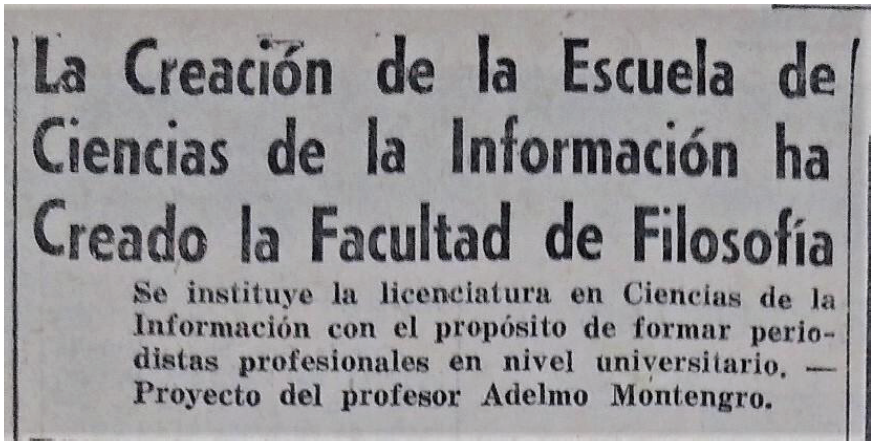 La Creación de la Escuela de
Ciencias de la Información ha
Creado la Facultad de Filosofía
Se instituye la licenciatura en Ciencias de la
Información con el propósito de formar perio-
distas profesionales en nivel universitario. —
Proyecto del profesor Adelmo Montengro.